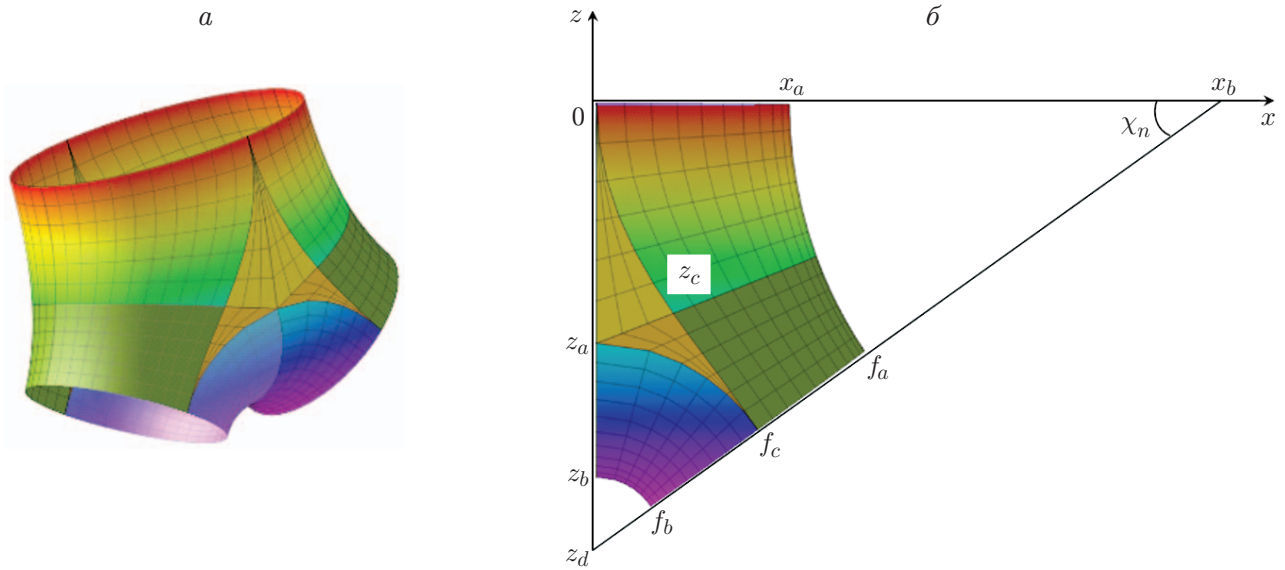 а
б
z
0
x_a
x_b
x
χ_n
z_c
z_a
f_a
f_c
z_b
f_b
z_d